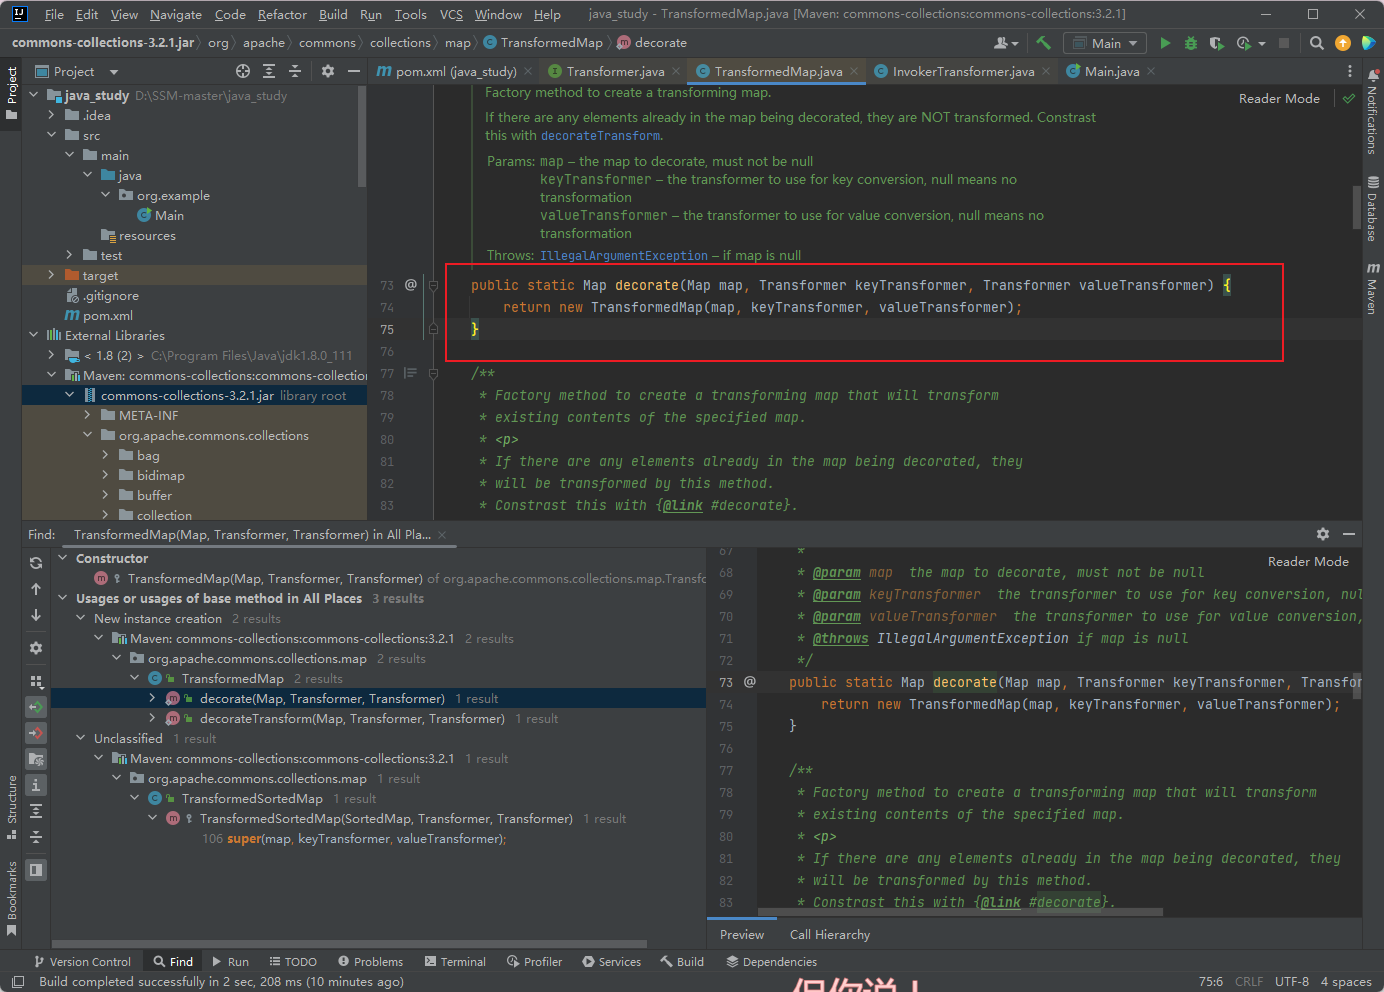 File Edit View Navigate Code Refactor Build Run Tools VCS Window Help java_study - TransformedMap.java [Maven: commons-collections:commons-collections:3.2.1]
commons-collections-3.2.1.jar org apache commons collections map TransformedMap decorate Main
Project
pom.xml (java_study) Transformer.java TransformedMap.java InvokerTransformer.java Main.java
Project
java_study D:\SSM-master\java_study
.idea
src
main
java
org.example
Main
resources
test
target
.gitignore
pom.xml
External Libraries
< 1.8 (2) > C:\Program Files\Java\jdk1.8.0_111
Maven: commons-collections:commons-collection
commons-collections-3.2.1.jar library root
META-INF
org.apache.commons.collections
bag
bidimap
buffer
collection
Factory method to create a transforming map.
Reader Mode
If there are any elements already in the map being decorated, they are NOT transformed. Constrast
this with decorateTransform.
Params: map – the map to decorate, must not be null
keyTransformer – the transformer to use for key conversion, null means no
transformation
valueTransformer – the transformer to use for value conversion, null means no
transformation
Throws: IllegalArgumentException – if map is null
73 @ public static Map decorate(Map map, Transformer keyTransformer, Transformer valueTransformer) {
74 return new TransformedMap(map, keyTransformer, valueTransformer);
75 }
76
77 /**
78 * Factory method to create a transforming map that will transform
79 * existing contents of the specified map.
80 * <p>
81 * If there are any elements already in the map being decorated, they
82 * will be transformed by this method.
83 * Constrast this with {@link #decorate}.
Notifications
Database
Maven
Find: TransformedMap(Map, Transformer, Transformer) in All Pla...
Constructor
TransformedMap(Map, Transformer, Transformer) of org.apache.commons.collections.map.Transfc
Usages or usages of base method in All Places 3 results
New instance creation 2 results
Maven: commons-collections:commons-collections:3.2.1 2 results
org.apache.commons.collections.map 2 results
TransformedMap 2 results
decorate(Map, Transformer, Transformer) 1 result
decorateTransform(Map, Transformer, Transformer) 1 result
Unclassified 1 result
Maven: commons-collections:commons-collections:3.2.1 1 result
org.apache.commons.collections.map 1 result
TransformedSortedMap 1 result
TransformedSortedMap(SortedMap, Transformer, Transformer) 1 result
106 super(map, keyTransformer, valueTransformer);
Structure
Bookmarks
67 *
Reader Mode
68 * @param map the map to decorate, must not be null
69 * @param keyTransformer the transformer to use for key conversion, nul
70 * @param valueTransformer the transformer to use for value conversion,
71 * @throws IllegalArgumentException if map is null
72 */
73 @ public static Map decorate(Map map, Transformer keyTransformer, Transfor
74 return new TransformedMap(map, keyTransformer, valueTransformer);
75 }
76
77 /**
78 * Factory method to create a transforming map that will transform
79 * existing contents of the specified map.
80 * <p>
81 * If there are any elements already in the map being decorated, they
82 * will be transformed by this method.
83 * Constrast this with {@link #decorate}.
Preview Call Hierarchy
Version Control Find Run TODO Problems Terminal Profiler Services Build Dependencies
Build completed successfully in 2 sec, 208 ms (10 minutes ago) 75:6 CRLF UTF-8 4 spaces